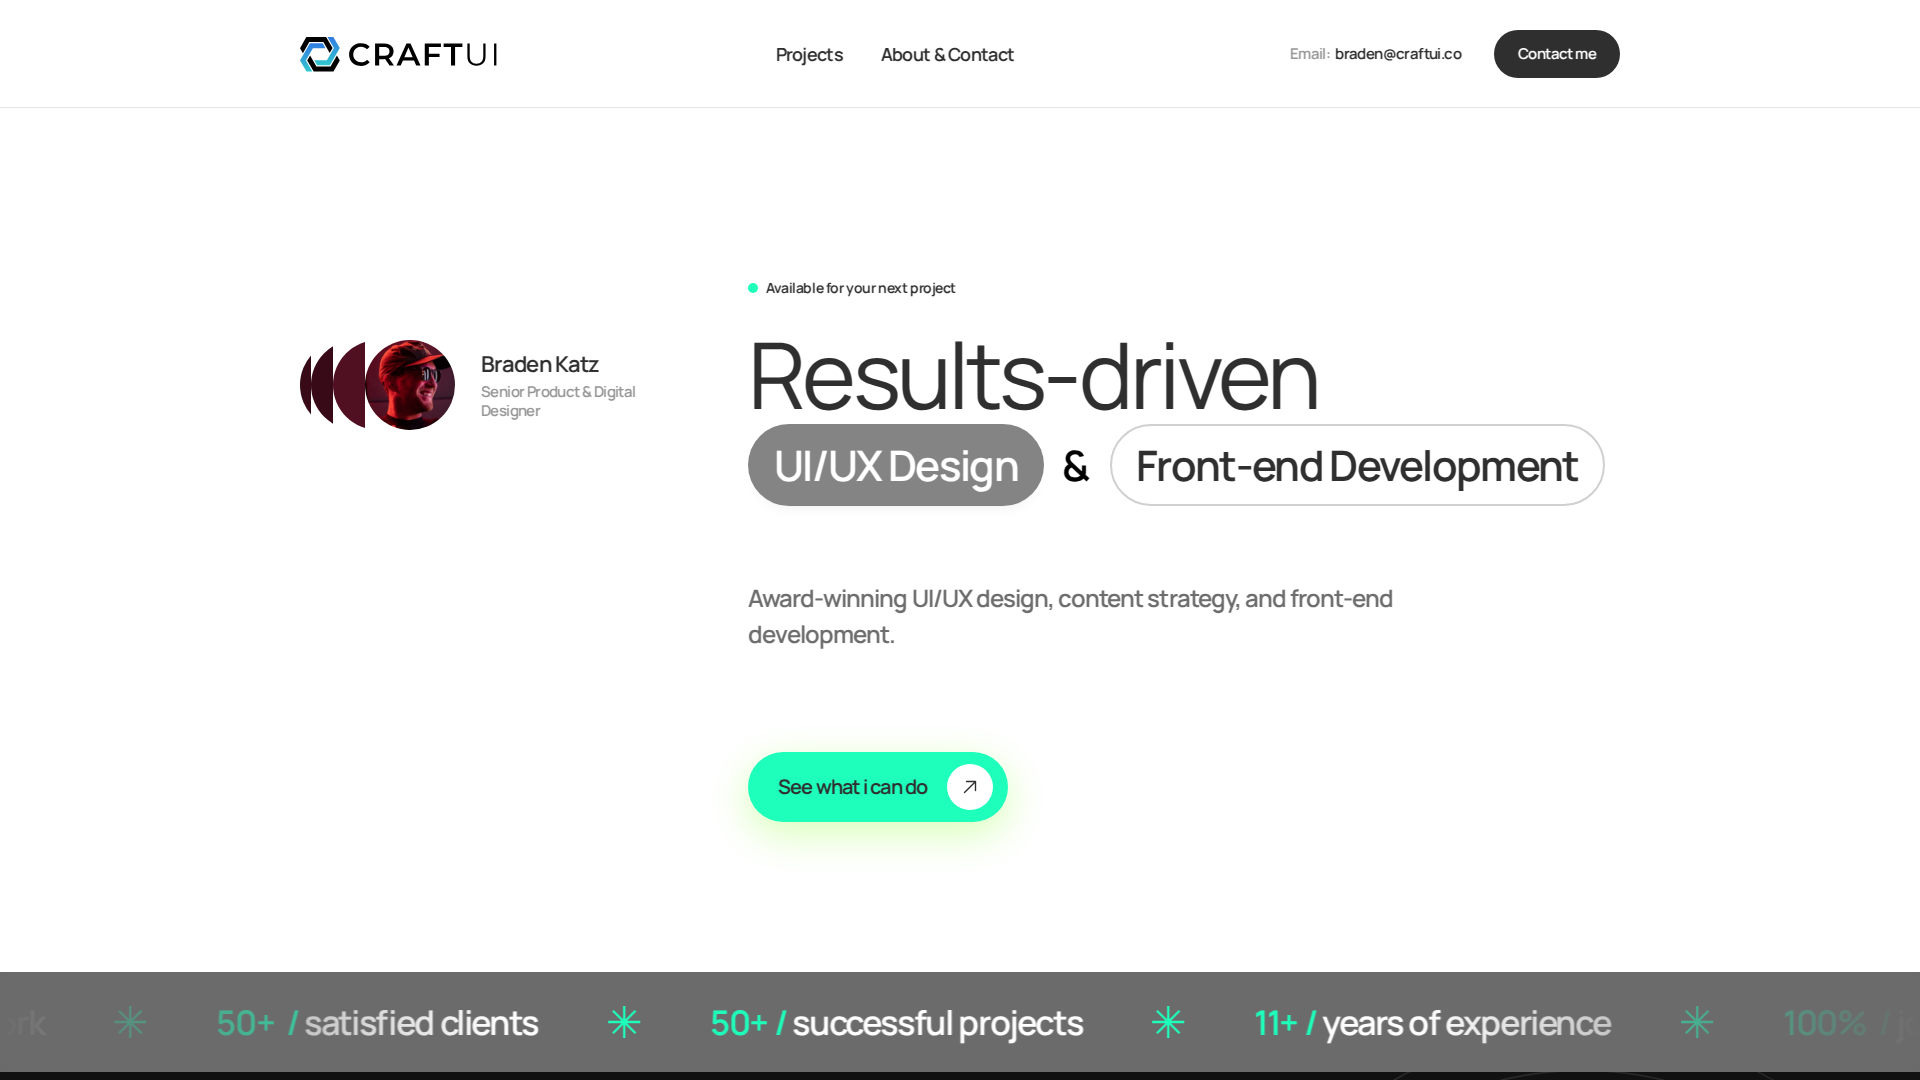 CRAFTUI
Projects
About & Contact
Email: braden@craftui.co
Contact me
Available for your next project
Braden Katz
Senior Product & Digital
Designer
Results-driven
UI/UX Design
&
Front-end Development
Award-winning UI/UX design, content strategy, and front-end
development.
See what i can do
50+ / satisfied clients
50+ / successful projects
11+ / years of experience
100% /